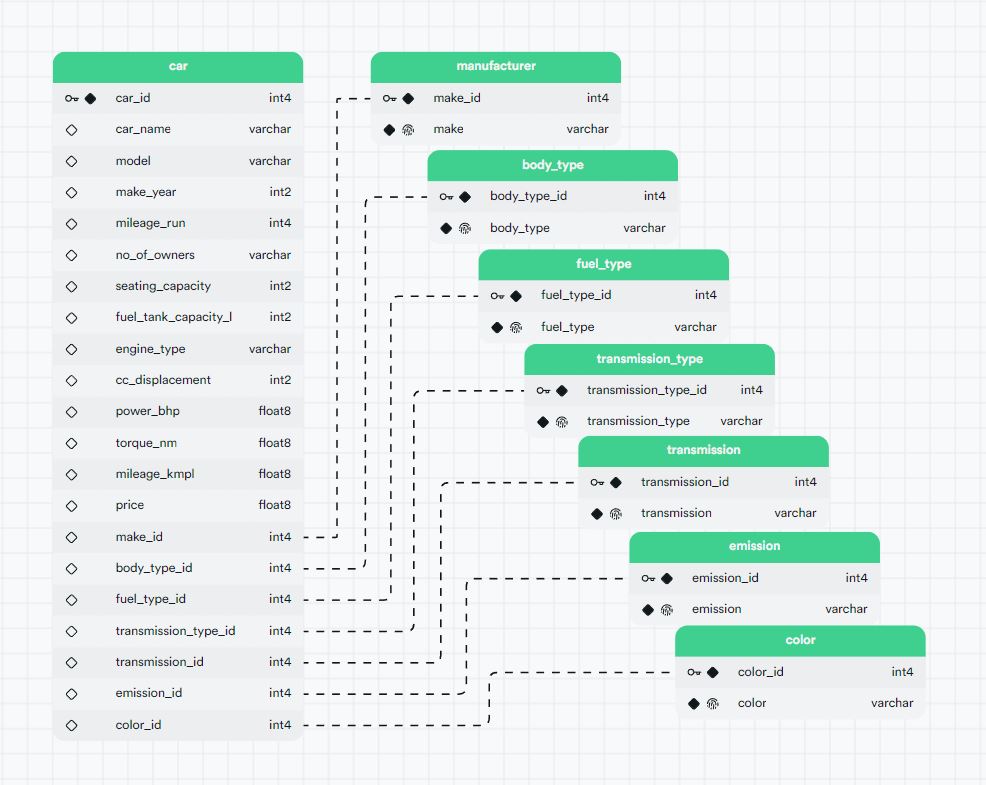 car
car_id int4
car_name varchar
model varchar
make_year int2
mileage_run int4
no_of_owners varchar
seating_capacity int2
fuel_tank_capacity_l int2
engine_type varchar
cc_displacement int2
power_bhp float8
torque_nm float8
mileage_kmpl float8
price float8
make_id int4
body_type_id int4
fuel_type_id int4
transmission_type_id int4
transmission_id int4
emission_id int4
color_id int4
manufacturer
make_id int4
make varchar
body_type
body_type_id int4
body_type varchar
fuel_type
fuel_type_id int4
fuel_type varchar
transmission_type
transmission_type_id int4
transmission_type varchar
transmission
transmission_id int4
transmission varchar
emission
emission_id int4
emission varchar
color
color_id int4
color varchar